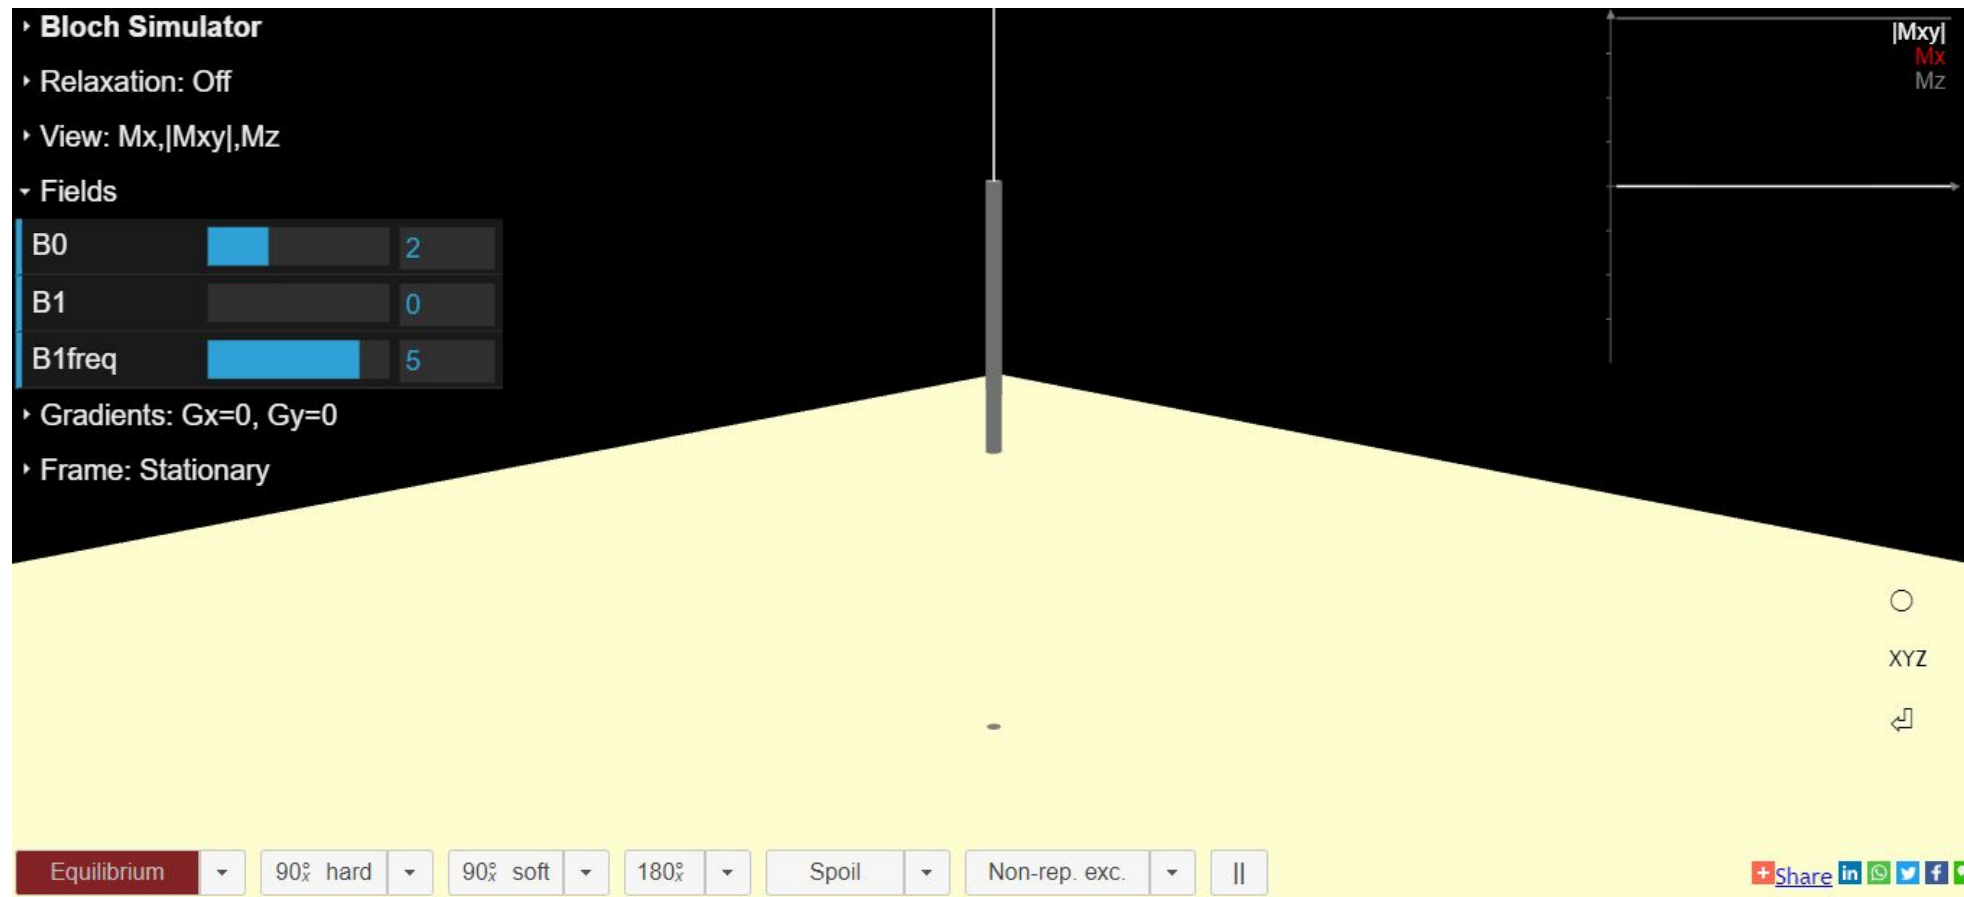 Bloch Simulator
Relaxation: Off
View: Mx,|Mxy|,Mz
Fields
B0 2
B1 0
B1freq 5
Gradients: Gx=0, Gy=0
Frame: Stationary
|Mxy|
Mx
Mz
XYZ
Equilibrium 90°x hard 90°x soft 180°x Spoil Non-rep. exc. || Share